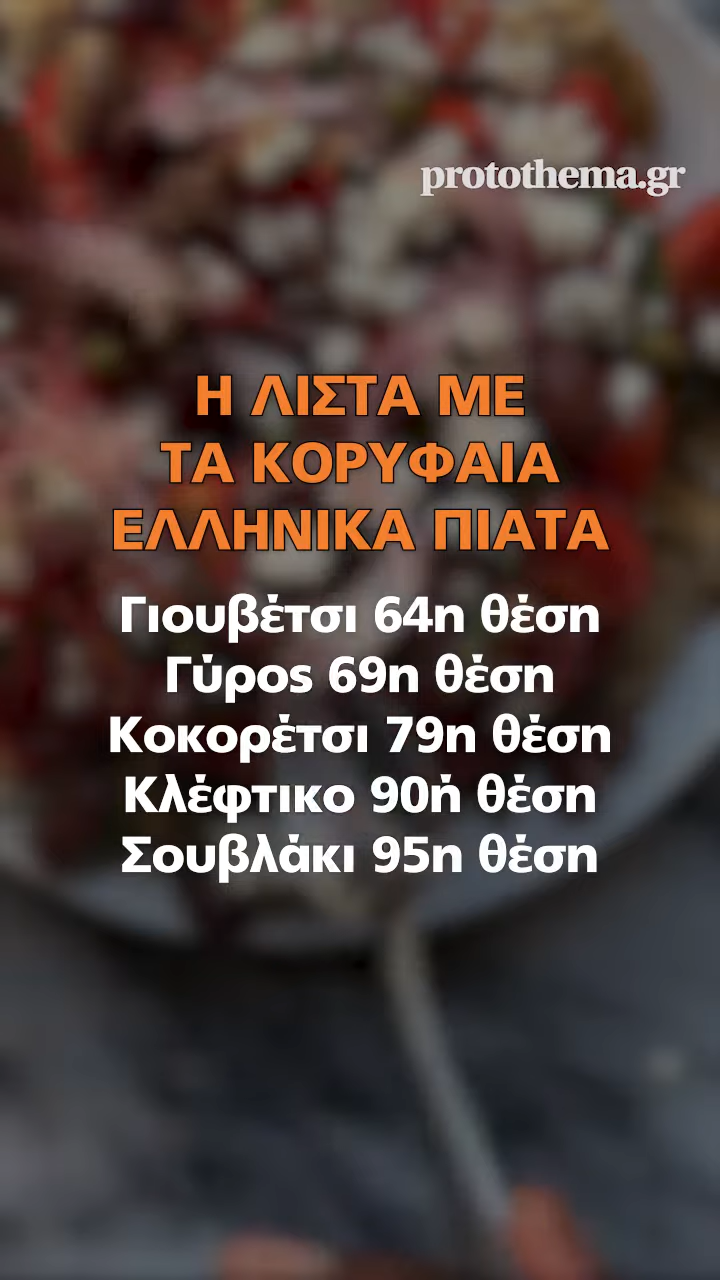 protothema.gr
Η ΛΙΣΤΑ ΜΕ
ΤΑ ΚΟΡΥΦΑΙΑ
ΕΛΛΗΝΙΚΑ ΠΙΑΤΑ
Γιουβέτσι 64η θέση
Γύρος 69η θέση
Κοκορέτσι 79η θέση
Κλέφτικο 90ή θέση
Σουβλάκι 95η θέση